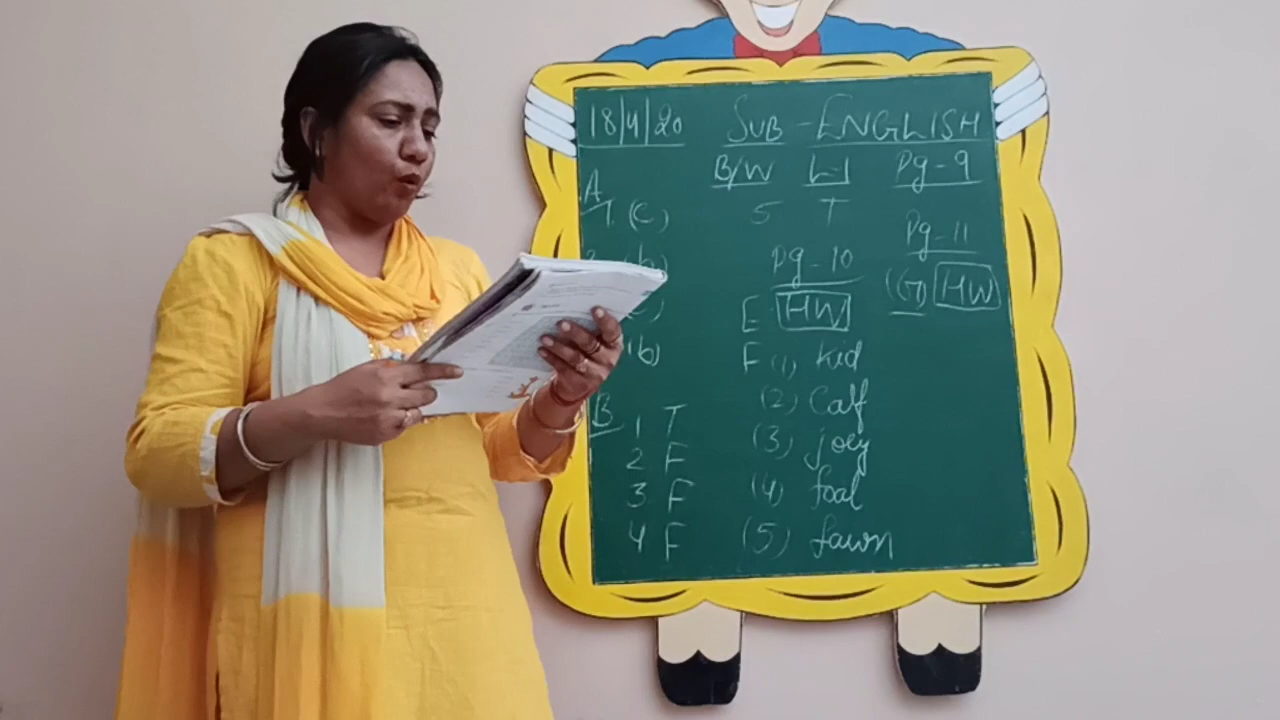 18/4/20 SUB - ENGLISH
B/W L-1 Pg-9
A
1. (c)
5 T
(b)
(b)
B
1 T
2 F
3 F
4 F
Pg-10
E HW
F (1) kid
(2) Calf
(3) joey
(4) foal
(5) fawn
Pg-11
(G) HW